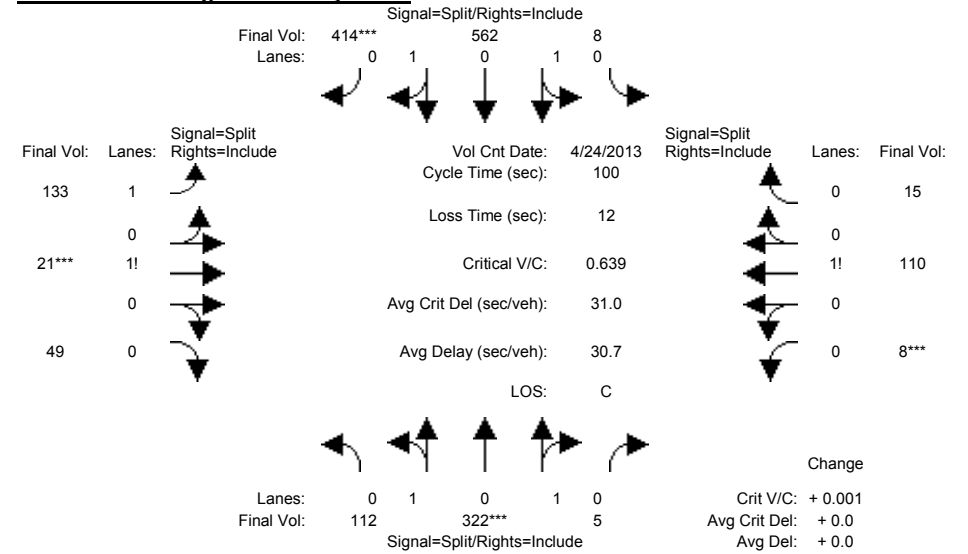 Signal=Split/Rights=Include
Final Vol: 414*** 562 8
Lanes: 0 1 0 1 0
Signal=Split
Final Vol: Lanes: Rights=Include
Vol Cnt Date: 4/24/2013
Signal=Split
Rights=Include Lanes: Final Vol:
Cycle Time (sec): 100
133 1
0 15
Loss Time (sec): 12
0
0
21*** 1!
Critical V/C: 0.639
1! 110
0
Avg Crit Del (sec/veh): 31.0
0
49 0
Avg Delay (sec/veh): 30.7
0 8***
LOS: C
Lanes: 0 1 0 1 0
Final Vol: 112 322*** 5
Signal=Split/Rights=Include
Change
Crit V/C: + 0.001
Avg Crit Del: + 0.0
Avg Del: + 0.0